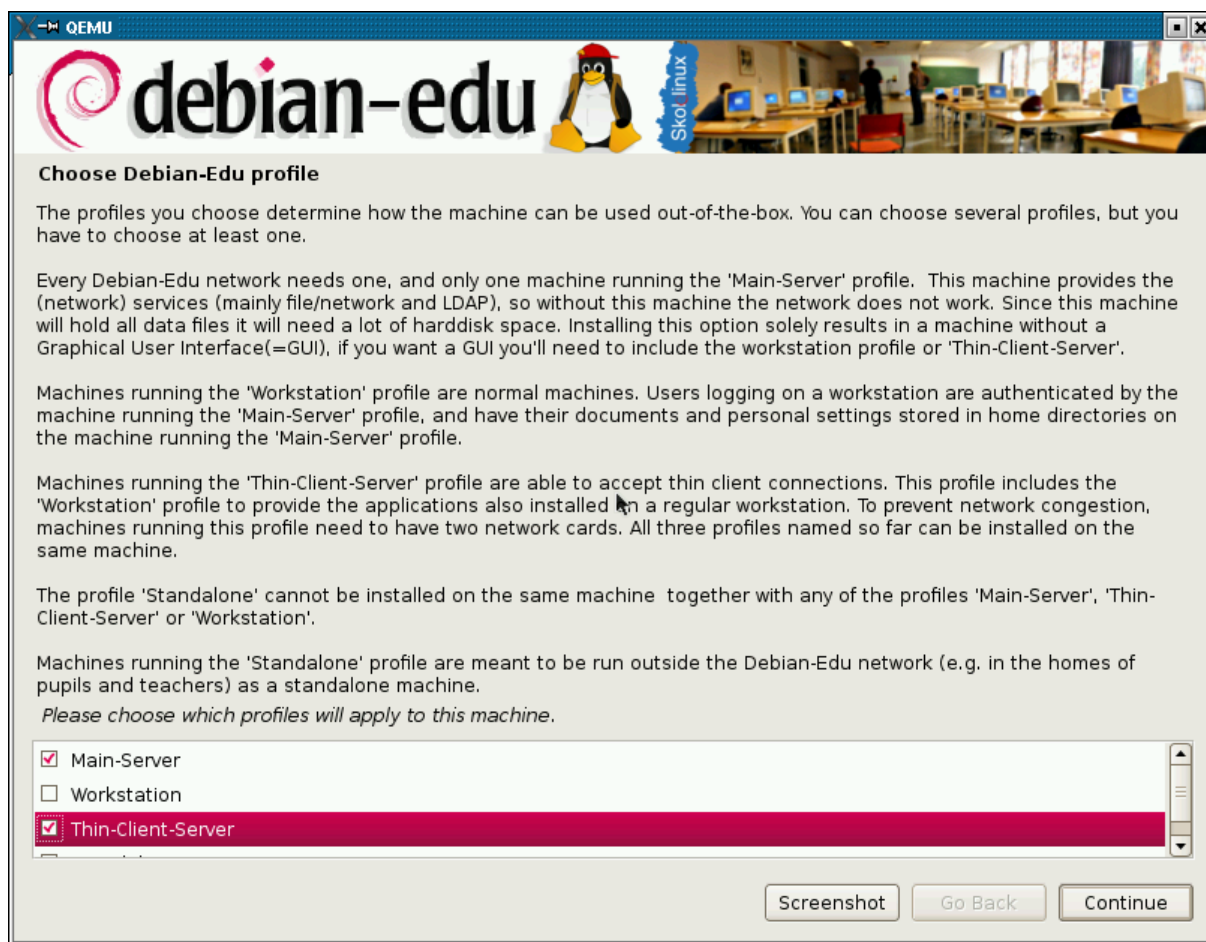 QEMU
debian-edu
Skolelinux
Choose Debian-Edu profile
The profiles you choose determine how the machine can be used out-of-the-box. You can choose several profiles, but you
have to choose at least one.
Every Debian-Edu network needs one, and only one machine running the 'Main-Server' profile.  This machine provides the
(network) services (mainly file/network and LDAP), so without this machine the network does not work. Since this machine
will hold all data files it will need a lot of harddisk space. Installing this option solely results in a machine without a
Graphical User Interface(=GUI), if you want a GUI you'll need to include the workstation profile or 'Thin-Client-Server'.
Machines running the 'Workstation' profile are normal machines. Users logging on a workstation are authenticated by the
machine running the 'Main-Server' profile, and have their documents and personal settings stored in home directories on
the machine running the 'Main-Server' profile.
Machines running the 'Thin-Client-Server' profile are able to accept thin client connections. This profile includes the
'Workstation' profile to provide the applications also installed on a regular workstation. To prevent network congestion,
machines running this profile need to have two network cards. All three profiles named so far can be installed on the
same machine.
The profile 'Standalone' cannot be installed on the same machine  together with any of the profiles 'Main-Server', 'Thin-
Client-Server' or 'Workstation'.
Machines running the 'Standalone' profile are meant to be run outside the Debian-Edu network (e.g. in the homes of
pupils and teachers) as a standalone machine.
Please choose which profiles will apply to this machine.
Main-Server
Workstation
Thin-Client-Server
Screenshot
Go Back
Continue